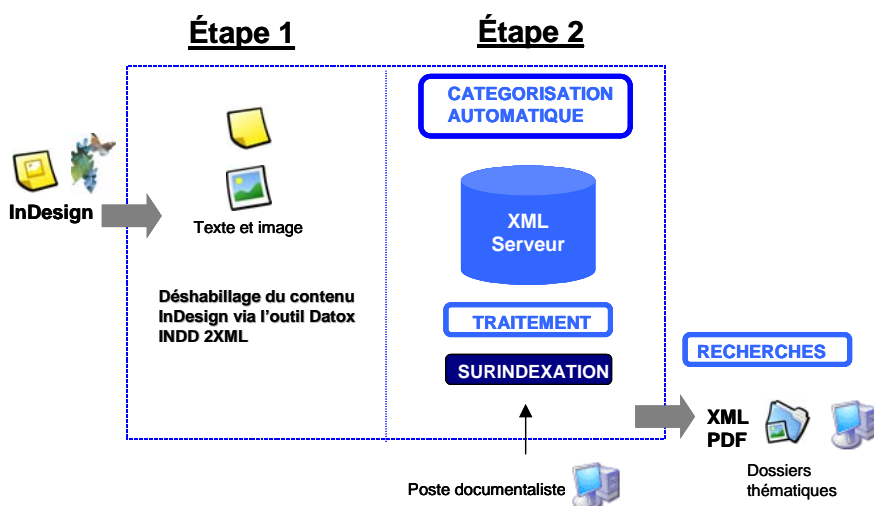 Étape 1
Étape 2
InDesign
Texte et image
Déshabillage du contenu
InDesign via l'outil Datox
INDD 2XML
CATEGORISATION
AUTOMATIQUE
XML
Serveur
TRAITEMENT
SURINDEXATION
Poste documentaliste
RECHERCHES
XML
PDF
Dossiers
thématiques